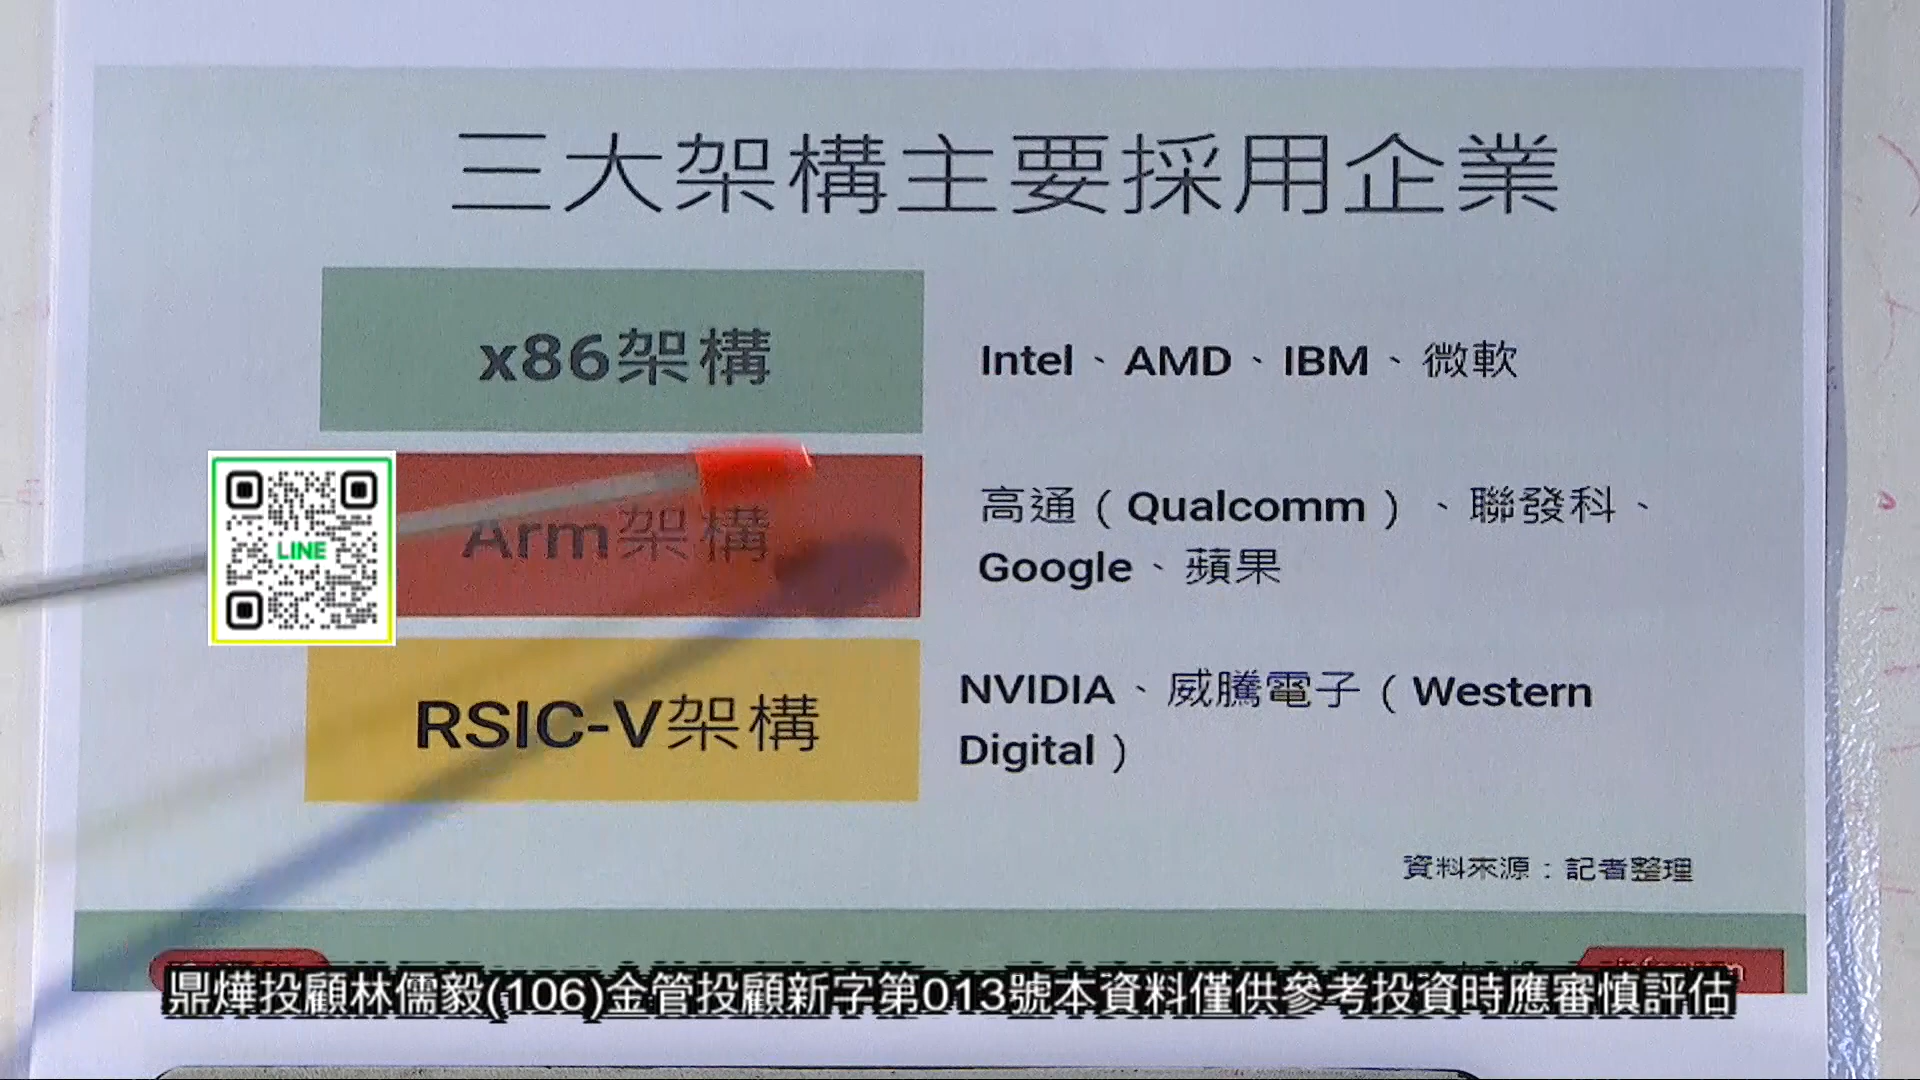 三大架構主要採用企業
x86架構
Intel、AMD、IBM、微軟
Arm架構
高通（Qualcomm）、聯發科、
Google、蘋果
LINE
RSIC-V架構
NVIDIA、威騰電子（Western
Digital）
資料來源：記者整理
鼎燁投顧林儒毅(106)金管投顧新字第013號本資料僅供參考投資時應審慎評估